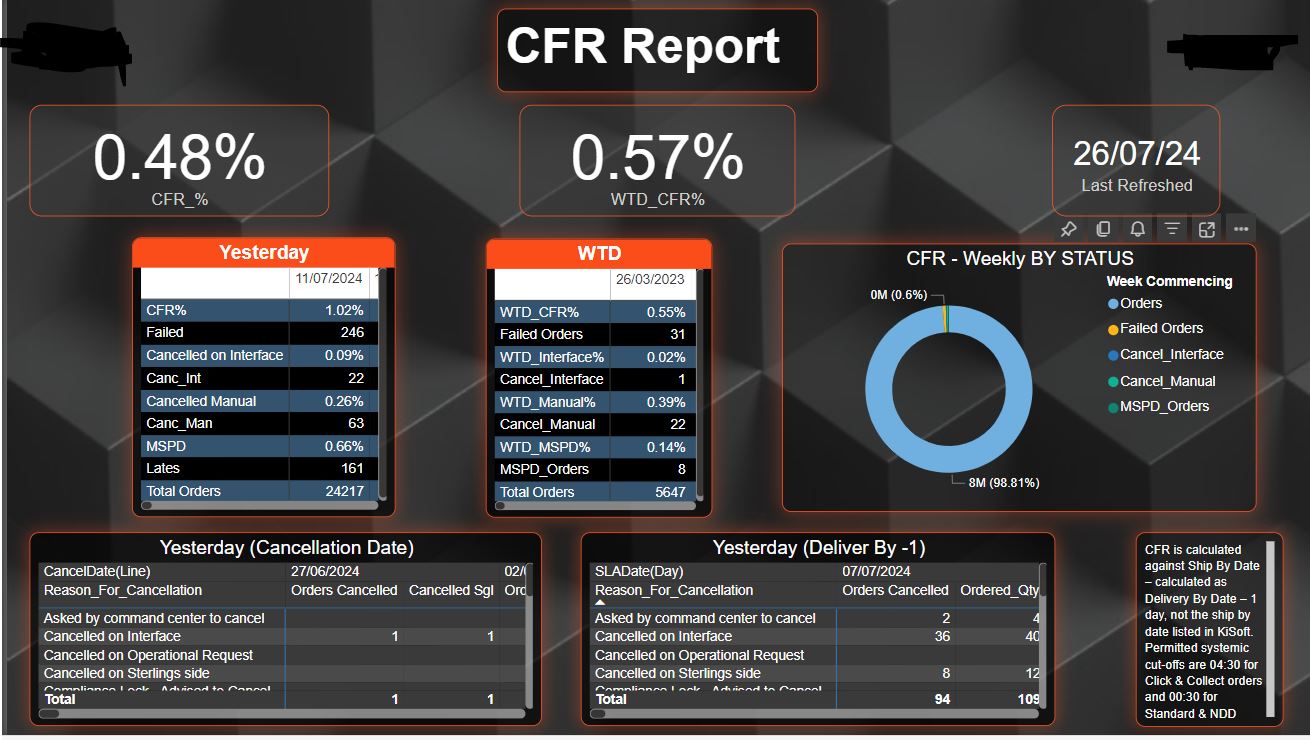 CFR Report
0.48%
CFR_%
0.57%
WTD_CFR%
26/07/24
Last Refreshed
Yesterday
11/07/2024
CFR% 1.02%
Failed 246
Cancelled on Interface 0.09%
Canc_Int 22
Cancelled Manual 0.26%
Canc_Man 63
MSPD 0.66%
Lates 161
Total Orders 24217
WTD
26/03/2023
WTD_CFR% 0.55%
Failed Orders 31
WTD_Interface% 0.02%
Cancel_Interface 1
WTD_Manual% 0.39%
Cancel_Manual 22
WTD_MSPD% 0.14%
MSPD_Orders 8
Total Orders 5647
CFR - Weekly BY STATUS
0M (0.6%)
8M (98.81%)
Week Commencing
Orders
Failed Orders
Cancel_Interface
Cancel_Manual
MSPD_Orders
Yesterday (Cancellation Date)
CancelDate(Line) 27/06/2024 02/
Reason_For_Cancellation Orders Cancelled Cancelled Sgl Ord
Asked by command center to cancel
Cancelled on Interface 1 1
Cancelled on Operational Request
Cancelled on Sterlings side
Compliance Lock - Advised to Cancel
Total 1 1
Yesterday (Deliver By -1)
SLADate(Day) 07/07/2024
Reason_For_Cancellation Orders Cancelled Ordered_Qty
Asked by command center to cancel 2 4
Cancelled on Interface 36 40
Cancelled on Operational Request
Cancelled on Sterlings side 8 12
Compliance Lock - Advised to Cancel
Total 94 109
CFR is calculated
against Ship By Date
– calculated as
Delivery By Date – 1
day, not the ship by
date listed in KiSoft.
Permitted systemic
cut-offs are 04:30 for
Click & Collect orders
and 00:30 for
Standard & NDD